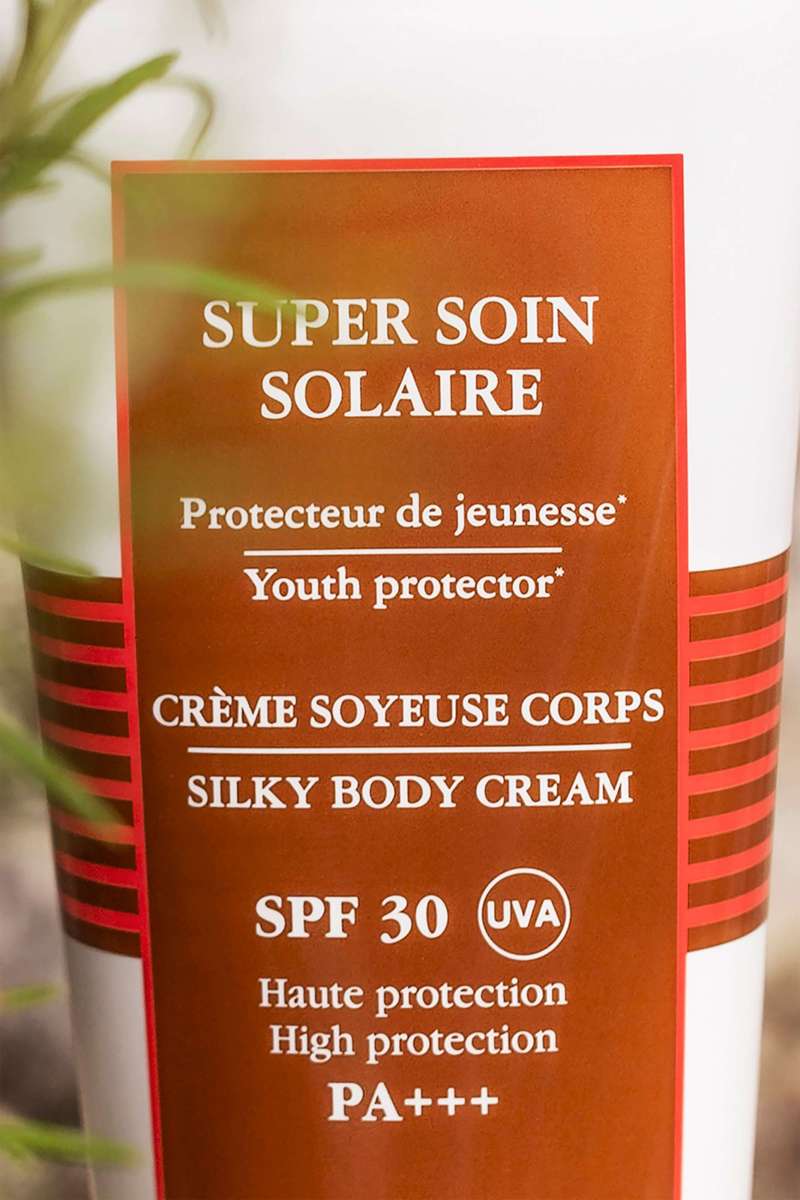 SUPER SOIN
SOLAIRE
Protecteur de jeunesse*
Youth protector*
CRÈME SOYEUSE CORPS
SILKY BODY CREAM
SPF 30 UVA
Haute protection
High protection
PA+++